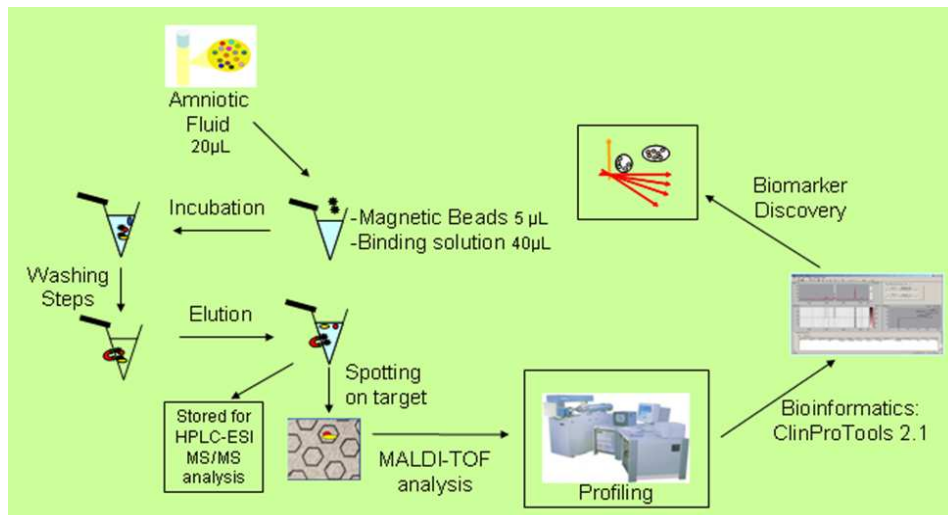 Amniotic
Fluid
20µL
Incubation
-Magnetic Beads 5 µL
-Binding solution 40µL
Washing
Steps
Elution
Spotting
on target
Stored for
HPLC-ESI
MS/MS
analysis
MALDI-TOF
analysis
Profiling
Bioinformatics:
ClinProTools 2.1
Biomarker
Discovery